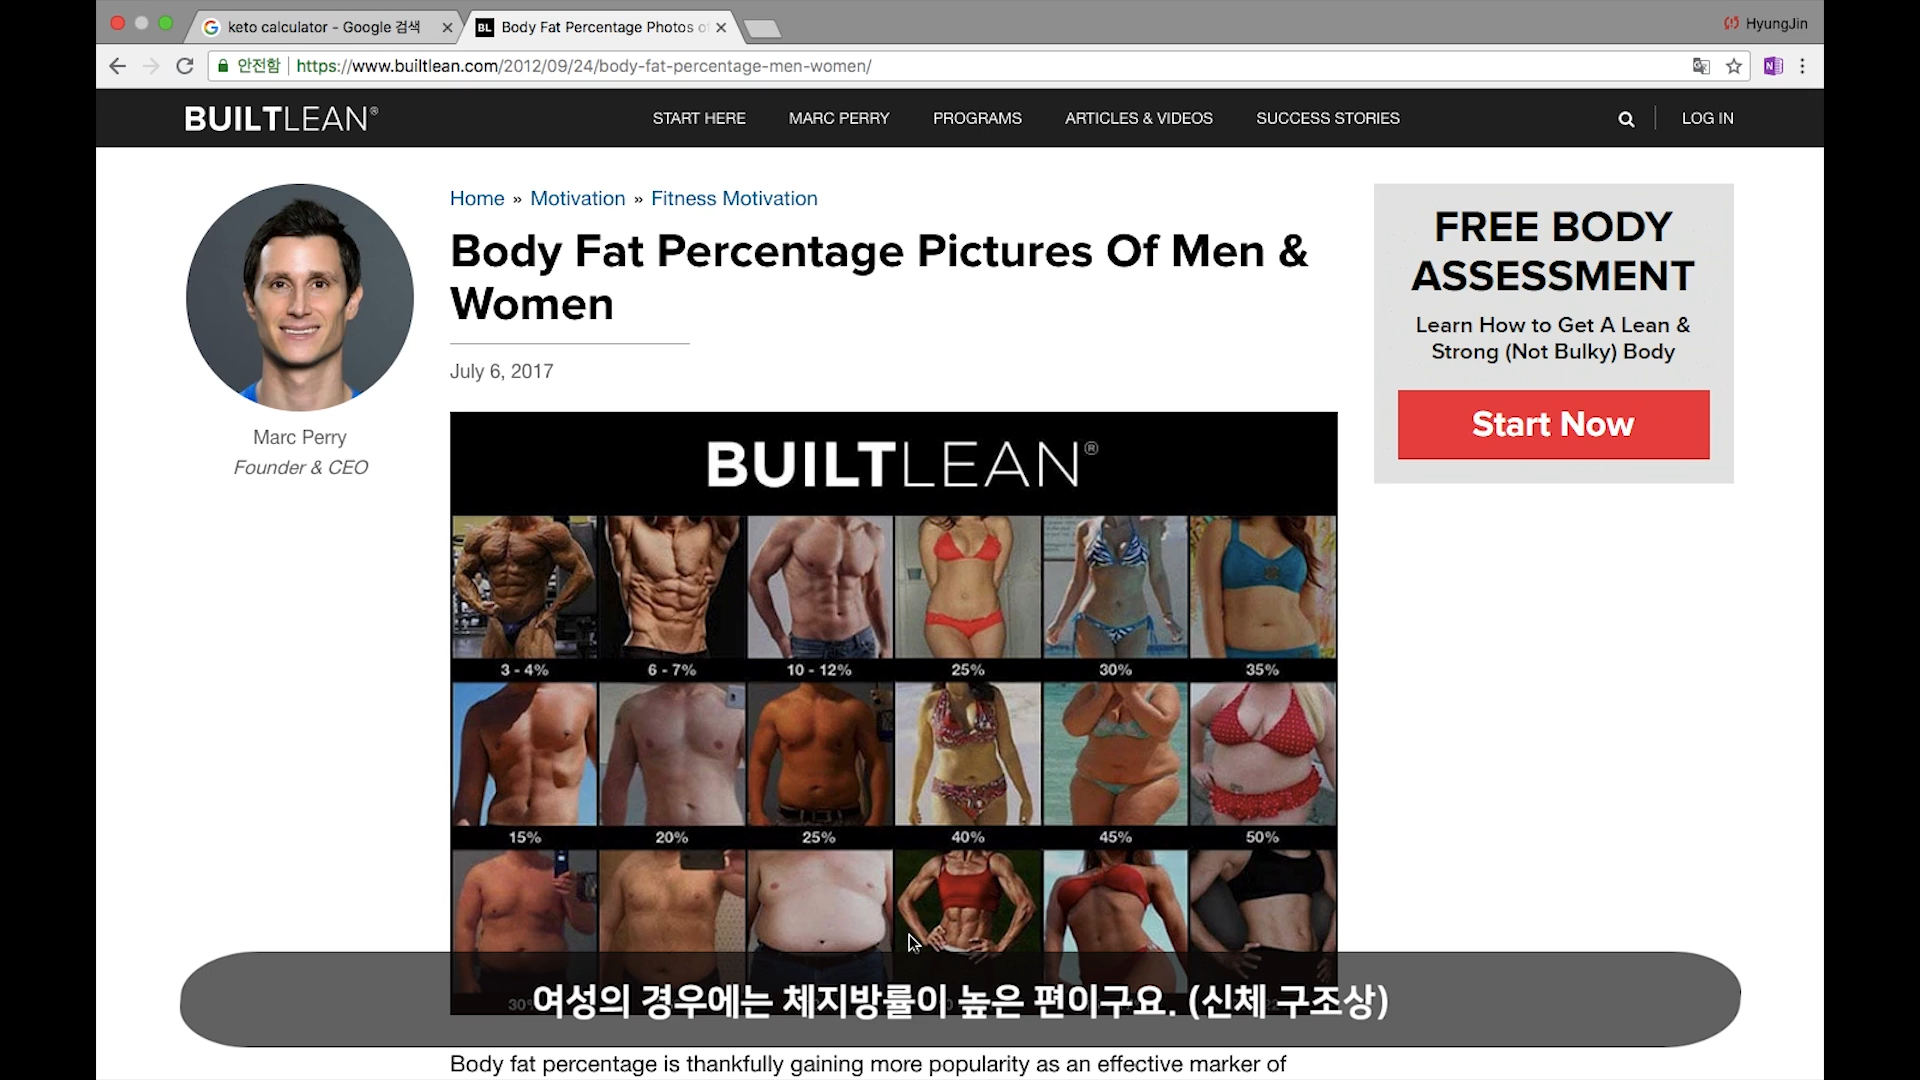 keto calculator - Google 검색
Body Fat Percentage Photos of
HyungJin
안전함
https://www.builtlean.com/2012/09/24/body-fat-percentage-men-women/
BUILTLEAN®
START HERE
MARC PERRY
PROGRAMS
ARTICLES & VIDEOS
SUCCESS STORIES
LOG IN
Home » Motivation » Fitness Motivation
Body Fat Percentage Pictures Of Men &
Women
July 6, 2017
Marc Perry
Founder & CEO
FREE BODY
ASSESSMENT
Learn How to Get A Lean &
Strong (Not Bulky) Body
Start Now
BUILTLEAN®
3 - 4%
6 - 7%
10 - 12%
25%
30%
35%
15%
20%
25%
40%
45%
50%
여성의 경우에는 체지방률이 높은 편이구요. (신체 구조상)
Body fat percentage is thankfully gaining more popularity as an effective marker of